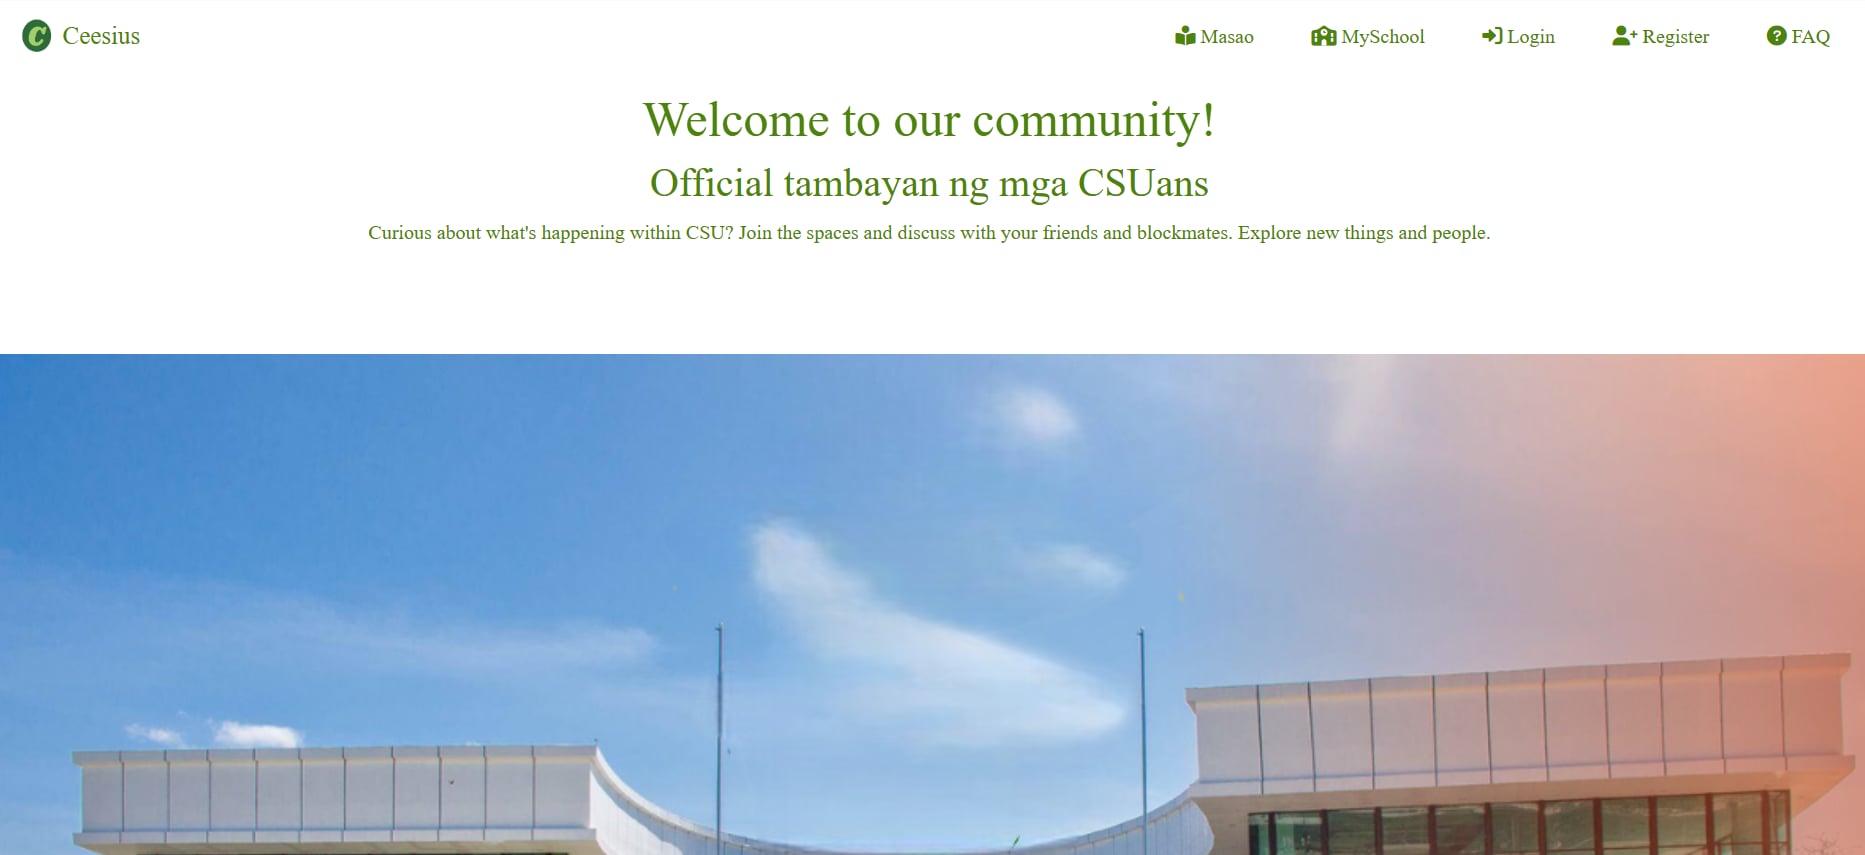 Ceesius
Masao
MySchool
Login
Register
FAQ
Welcome to our community!
Official tambayan ng mga CSUans
Curious about what's happening within CSU? Join the spaces and discuss with your friends and blockmates. Explore new things and people.